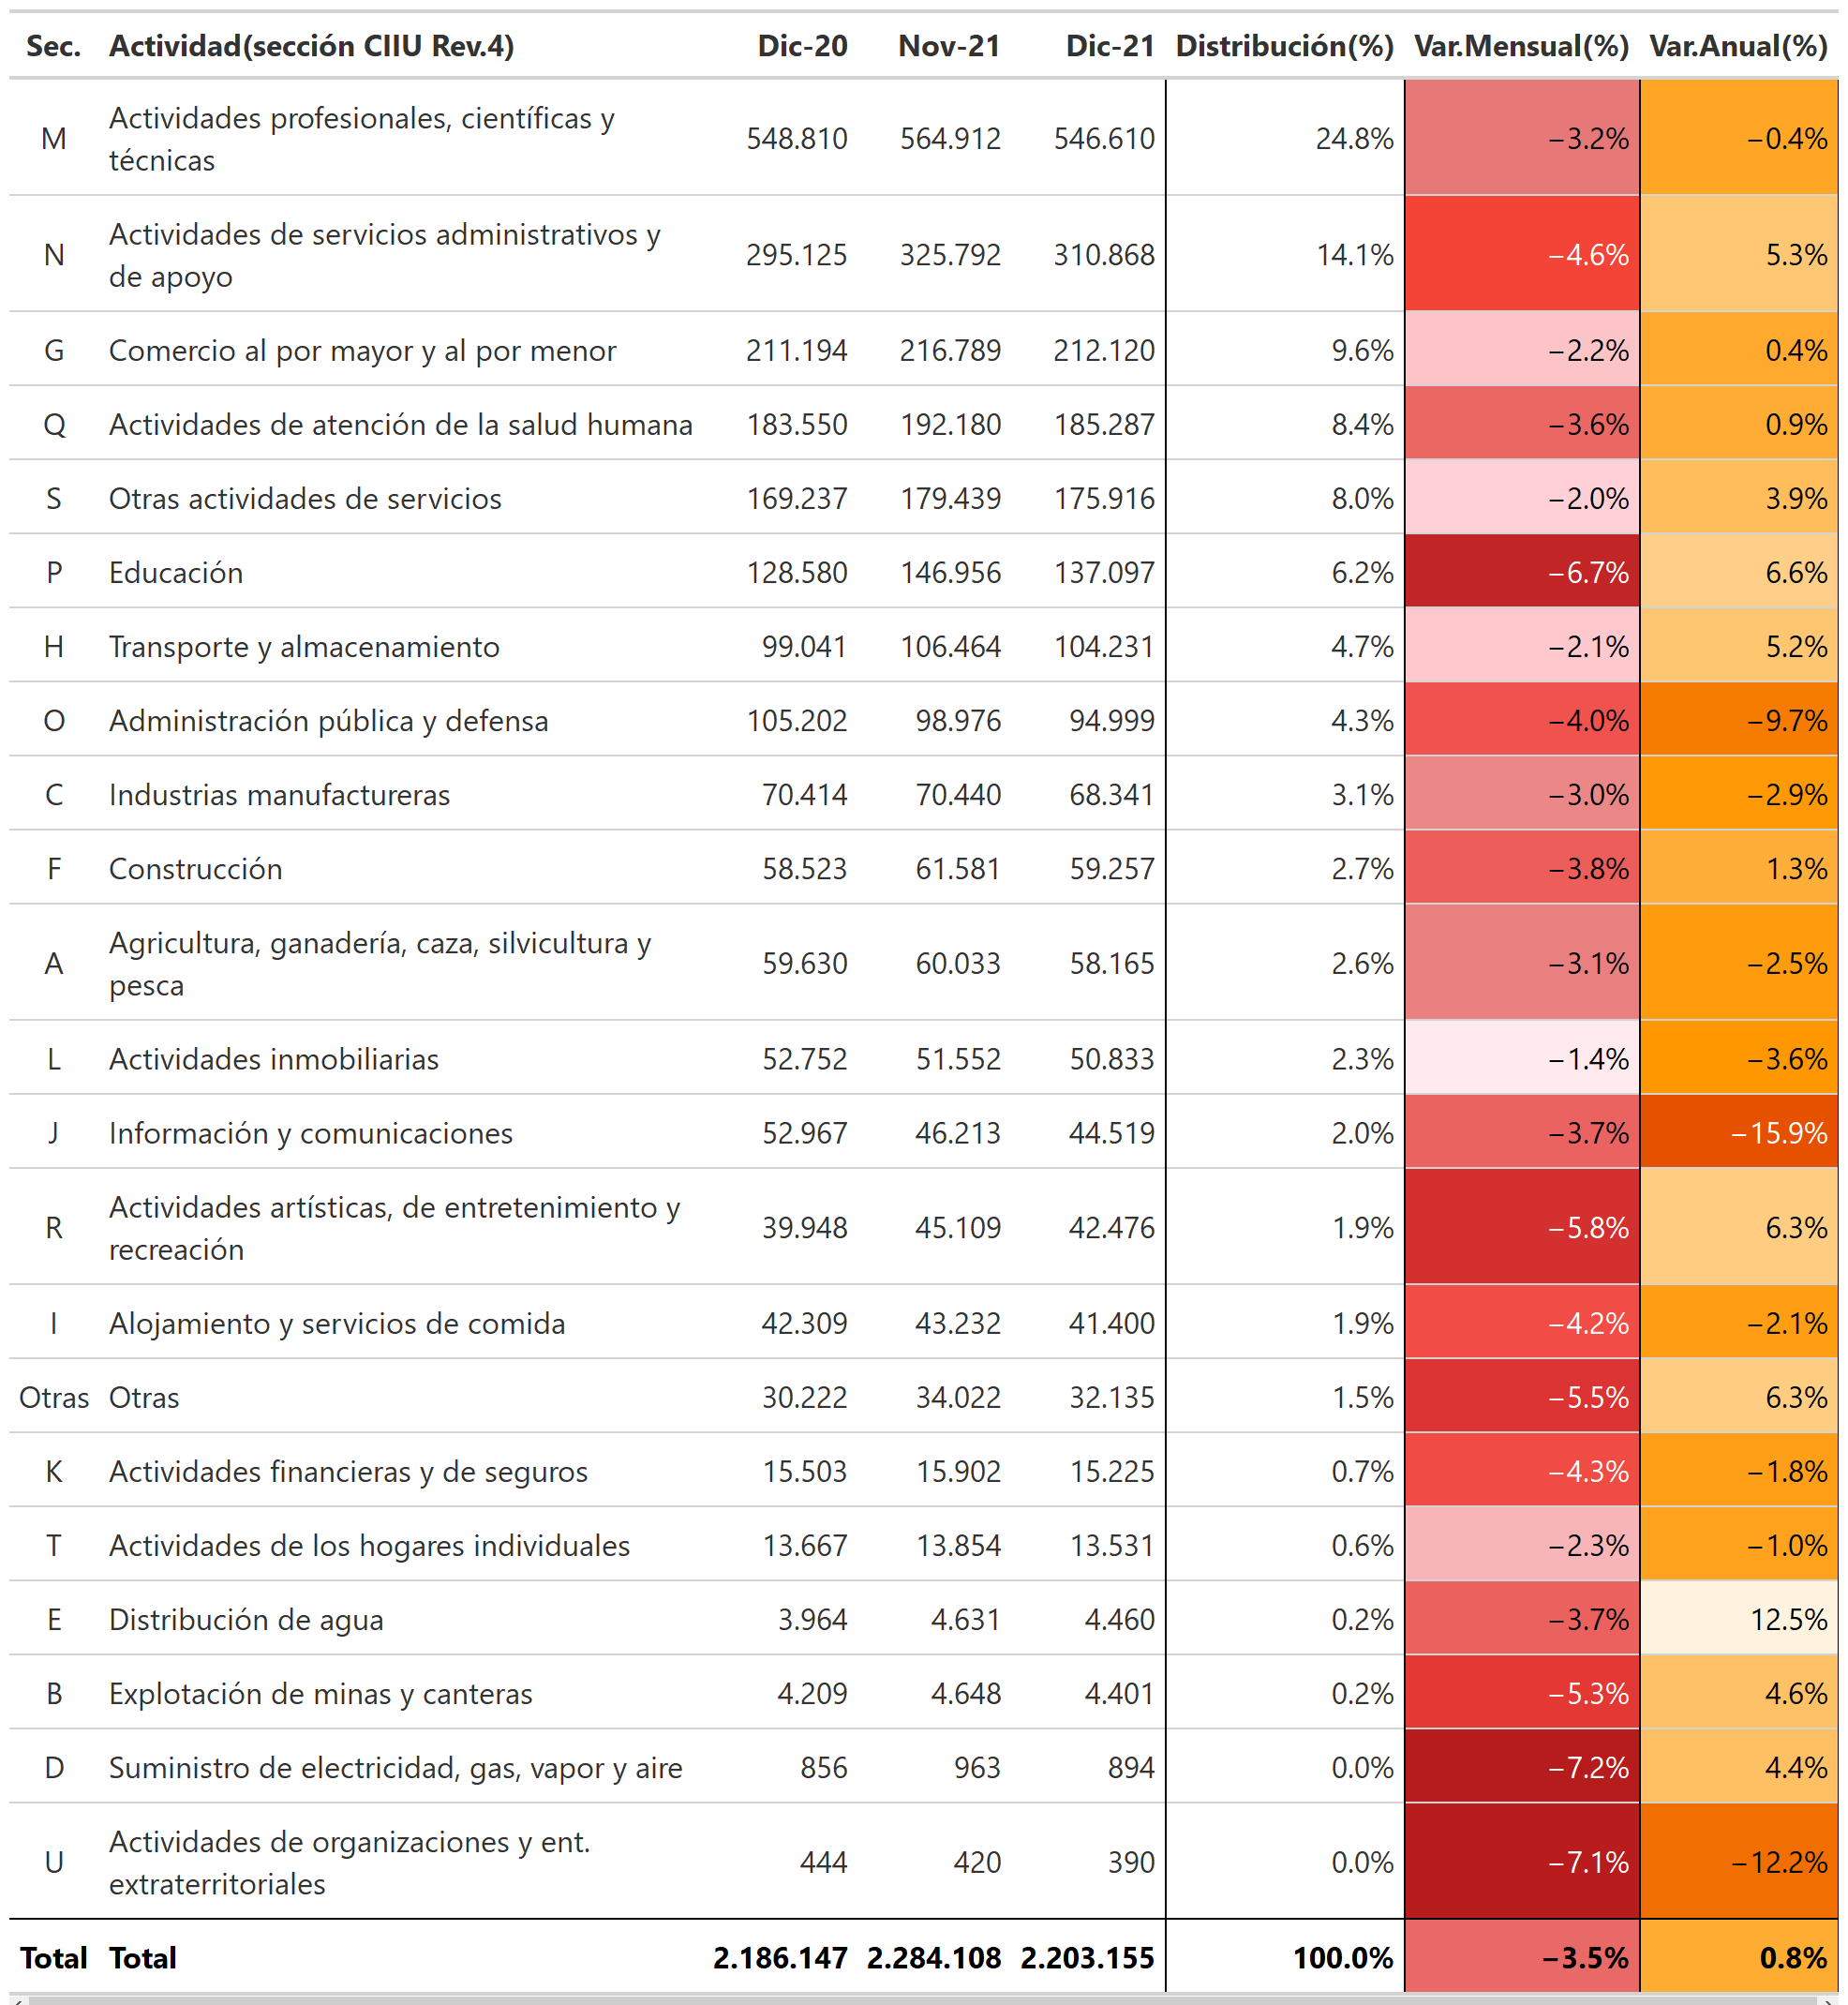 Sec. Actividad(sección CIIU Rev.4) Dic-20 Nov-21 Dic-21 Distribución(%) Var.Mensual(%) Var.Anual(%)
M Actividades profesionales, científicas y técnicas 548.810 564.912 546.610 24.8% −3.2% −0.4%
N Actividades de servicios administrativos y de apoyo 295.125 325.792 310.868 14.1% −4.6% 5.3%
G Comercio al por mayor y al por menor 211.194 216.789 212.120 9.6% −2.2% 0.4%
Q Actividades de atención de la salud humana 183.550 192.180 185.287 8.4% −3.6% 0.9%
S Otras actividades de servicios 169.237 179.439 175.916 8.0% −2.0% 3.9%
P Educación 128.580 146.956 137.097 6.2% −6.7% 6.6%
H Transporte y almacenamiento 99.041 106.464 104.231 4.7% −2.1% 5.2%
O Administración pública y defensa 105.202 98.976 94.999 4.3% −4.0% −9.7%
C Industrias manufactureras 70.414 70.440 68.341 3.1% −3.0% −2.9%
F Construcción 58.523 61.581 59.257 2.7% −3.8% 1.3%
A Agricultura, ganadería, caza, silvicultura y pesca 59.630 60.033 58.165 2.6% −3.1% −2.5%
L Actividades inmobiliarias 52.752 51.552 50.833 2.3% −1.4% −3.6%
J Información y comunicaciones 52.967 46.213 44.519 2.0% −3.7% −15.9%
R Actividades artísticas, de entretenimiento y recreación 39.948 45.109 42.476 1.9% −5.8% 6.3%
I Alojamiento y servicios de comida 42.309 43.232 41.400 1.9% −4.2% −2.1%
Otras Otras 30.222 34.022 32.135 1.5% −5.5% 6.3%
K Actividades financieras y de seguros 15.503 15.902 15.225 0.7% −4.3% −1.8%
T Actividades de los hogares individuales 13.667 13.854 13.531 0.6% −2.3% −1.0%
E Distribución de agua 3.964 4.631 4.460 0.2% −3.7% 12.5%
B Explotación de minas y canteras 4.209 4.648 4.401 0.2% −5.3% 4.6%
D Suministro de electricidad, gas, vapor y aire 856 963 894 0.0% −7.2% 4.4%
U Actividades de organizaciones y ent. extraterritoriales 444 420 390 0.0% −7.1% −12.2%
Total Total 2.186.147 2.284.108 2.203.155 100.0% −3.5% 0.8%